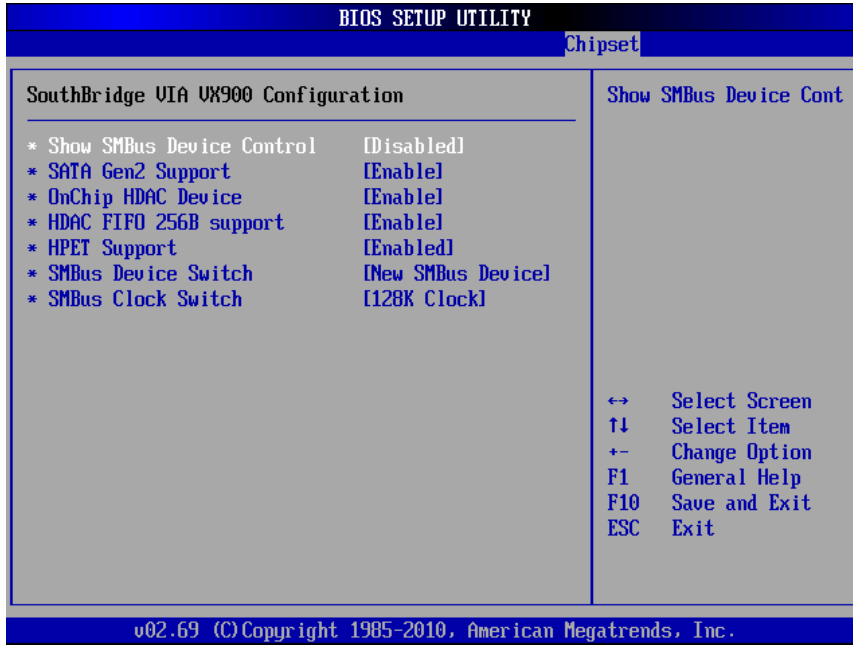 BIOS SETUP UTILITY
Chipset
SouthBridge VIA VX900 Configuration
* Show SMBus Device Control [Disabled]
* SATA Gen2 Support [Enable]
* OnChip HDAC Device [Enable]
* HDAC FIFO 256B support [Enable]
* HPET Support [Enabled]
* SMBus Device Switch [New SMBus Device]
* SMBus Clock Switch [128K Clock]
Show SMBus Device Cont
↔ Select Screen
↑↓ Select Item
+- Change Option
F1 General Help
F10 Save and Exit
ESC Exit
v02.69 (C)Copyright 1985-2010, American Megatrends, Inc.